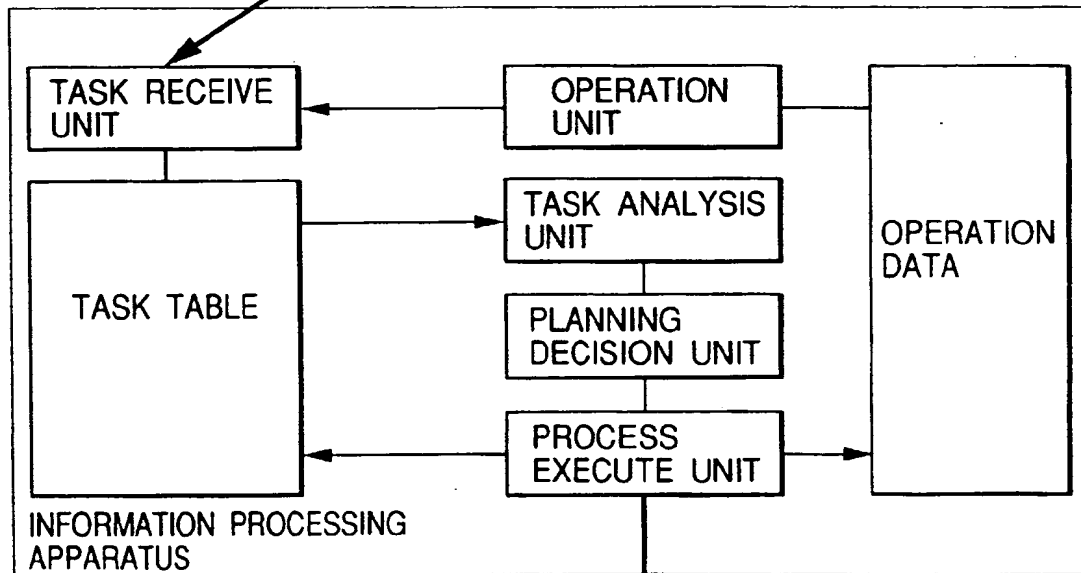 TASK RECEIVE
UNIT
OPERATION
UNIT
TASK ANALYSIS
UNIT
OPERATION
DATA
TASK TABLE
PLANNING
DECISION UNIT
PROCESS
EXECUTE UNIT
INFORMATION PROCESSING
APPARATUS